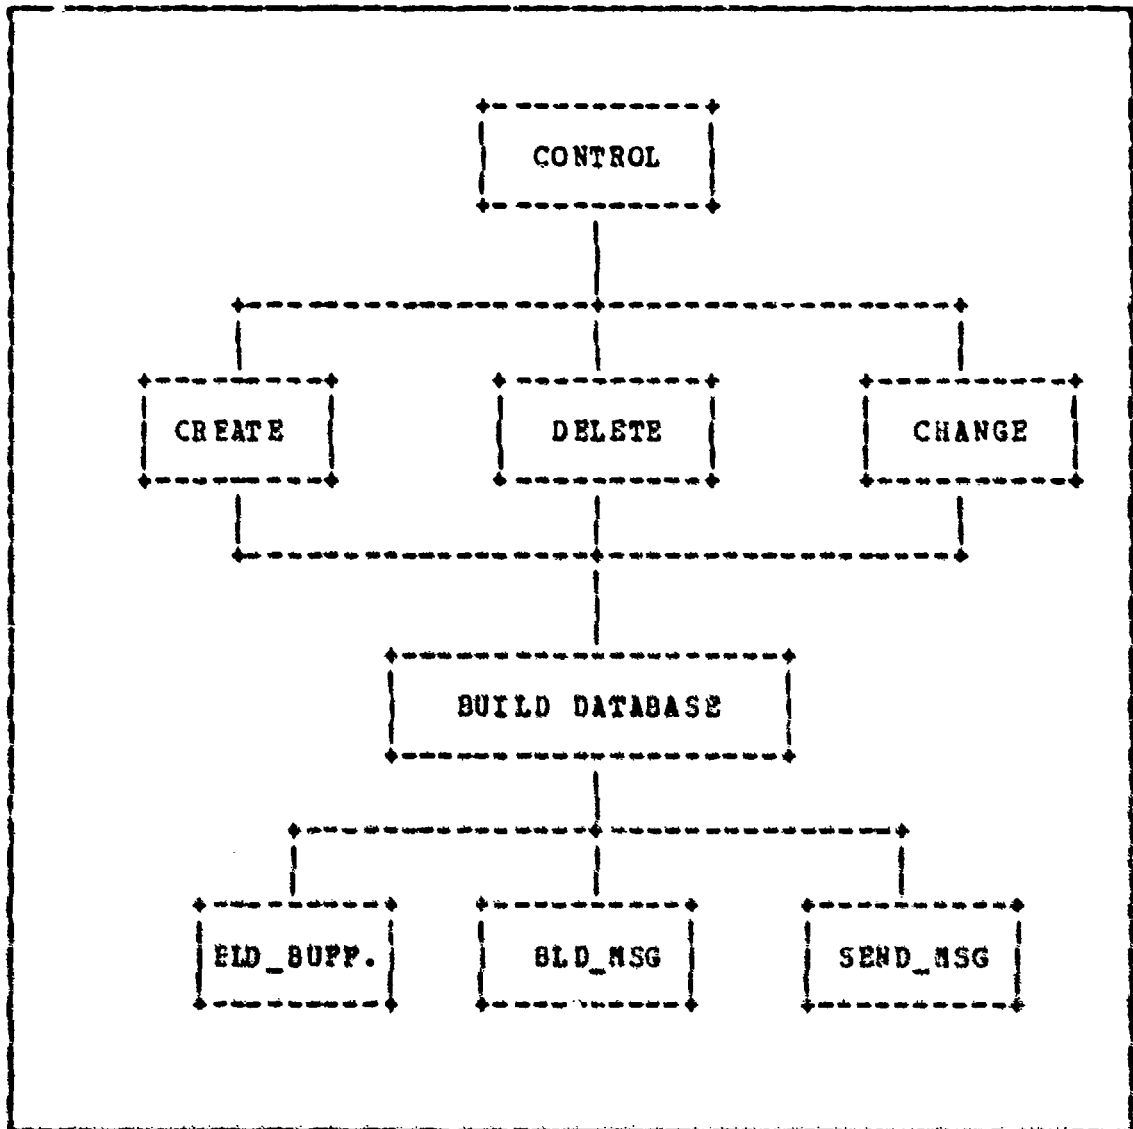 CONTROL
CREATE DELETE CHANGE
BUILD DATABASE
BLD_BUFF. BLD_MSG SEND_MSG